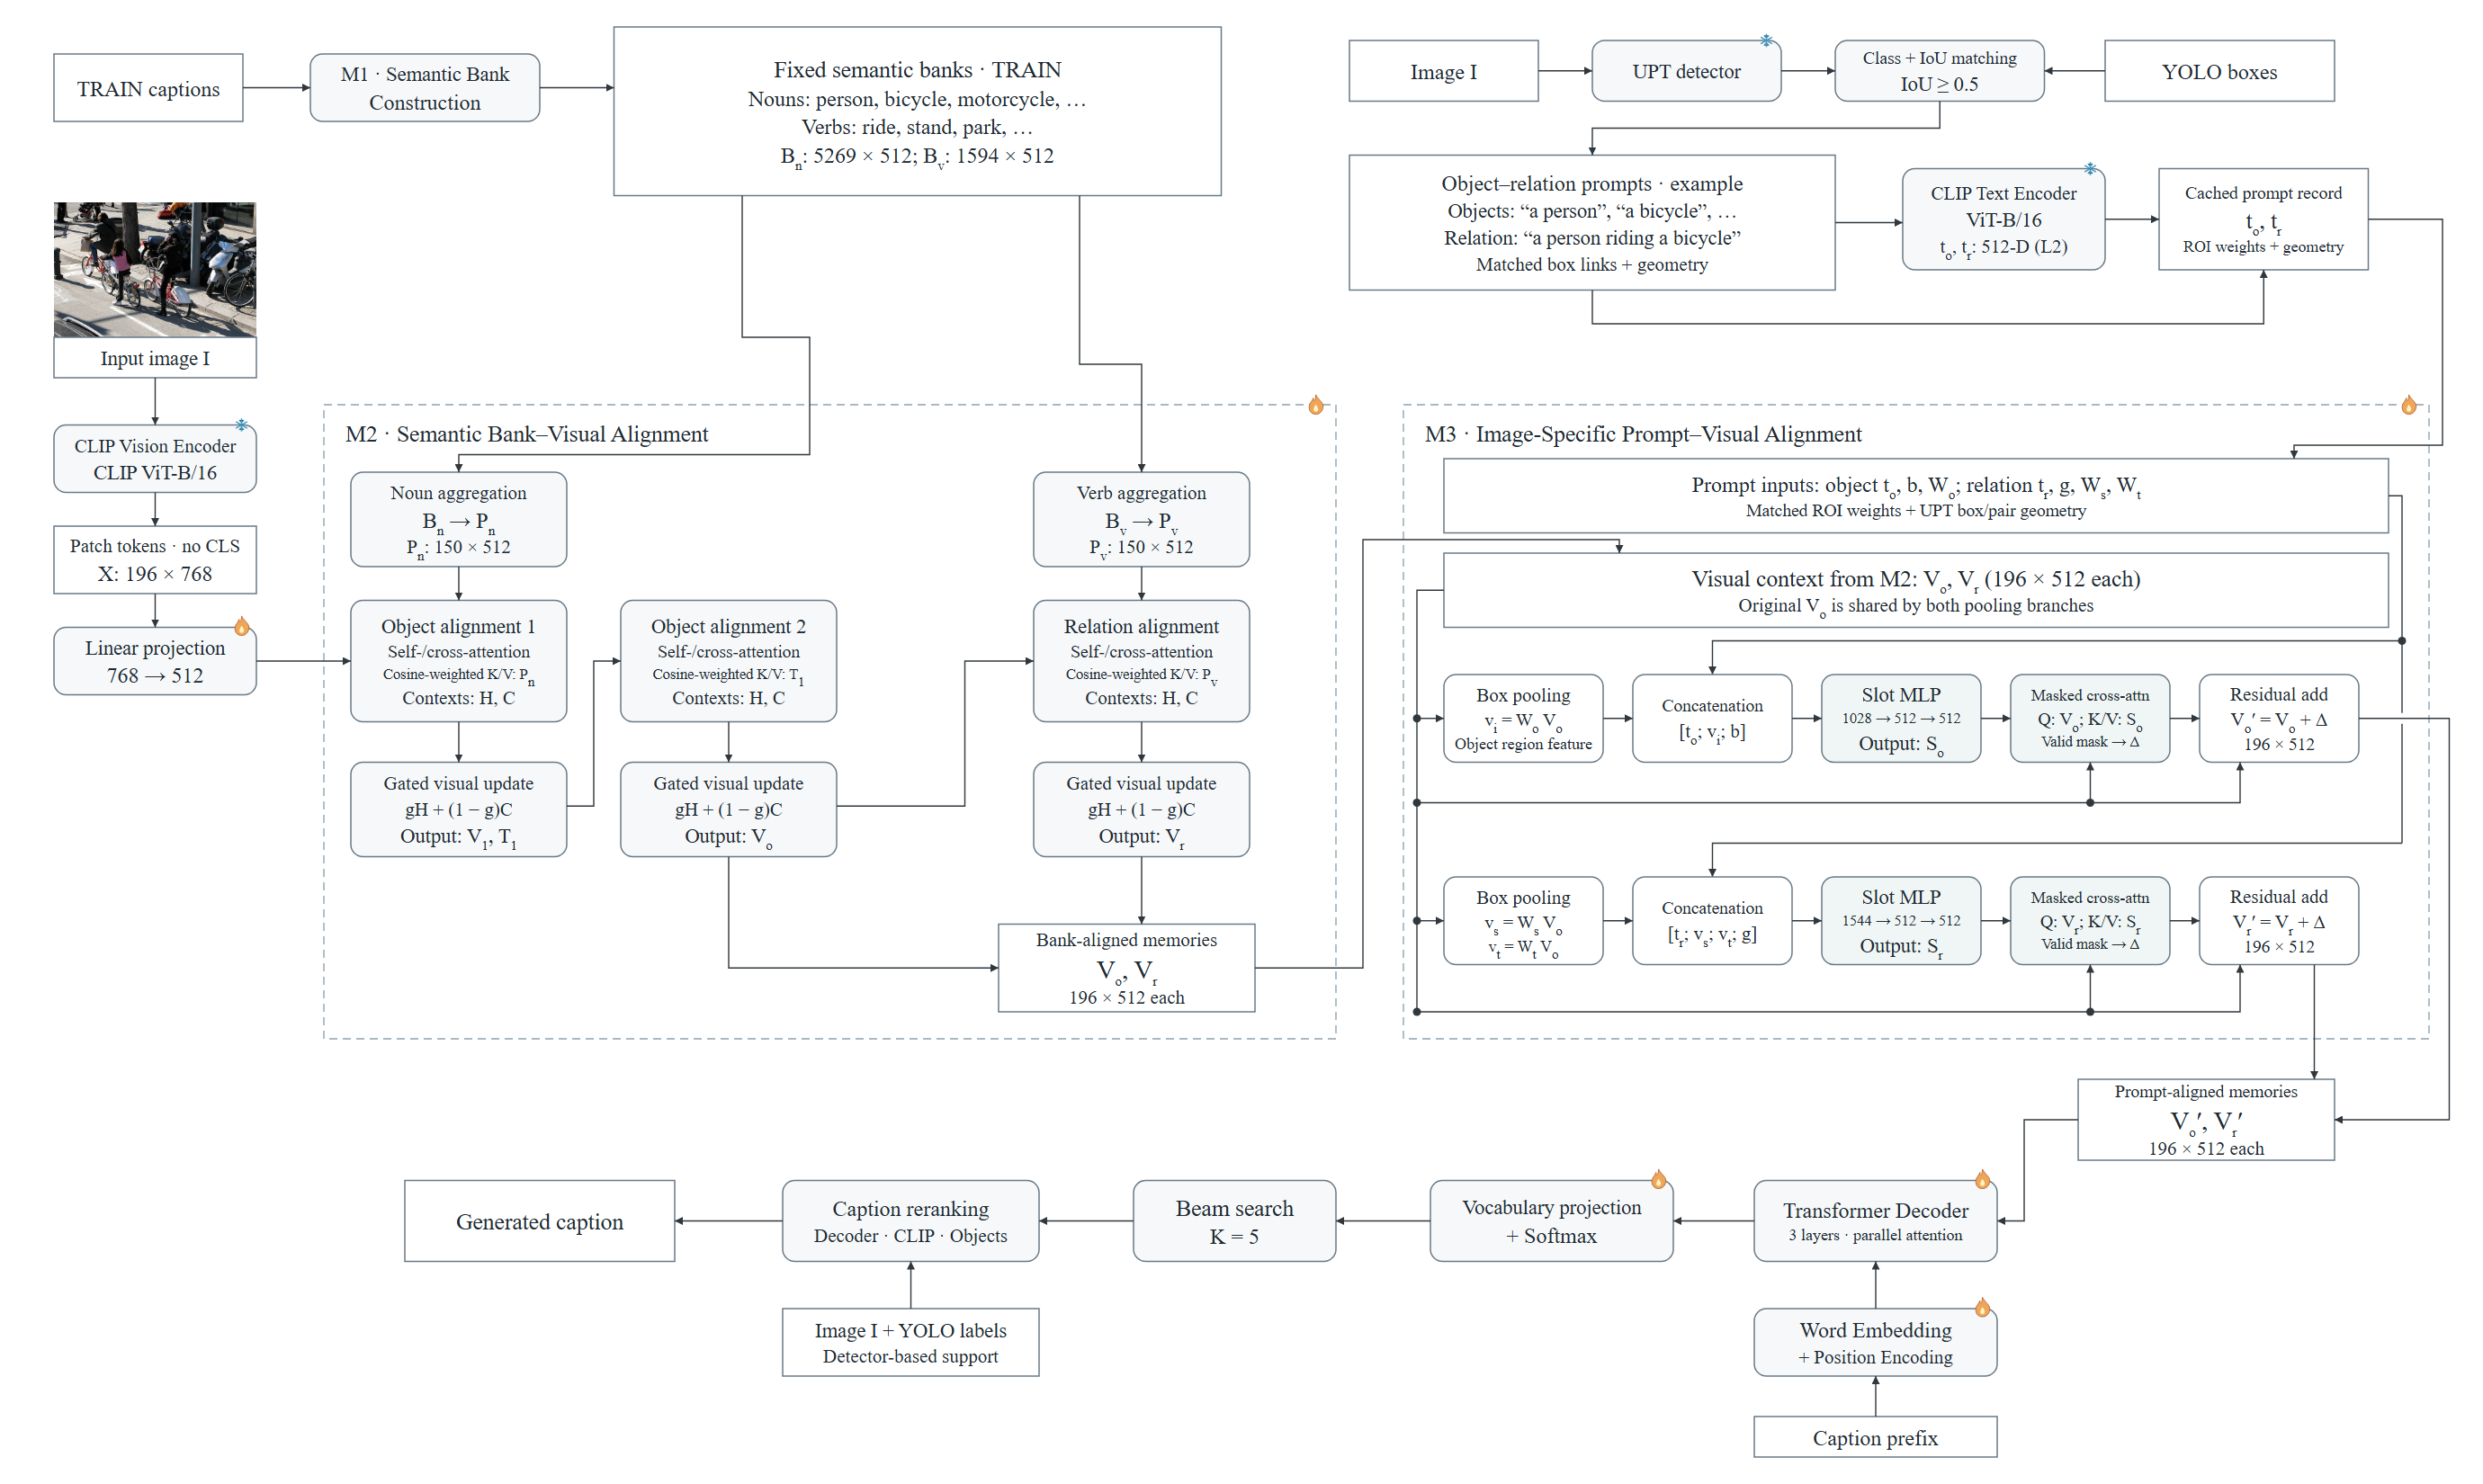 TRAIN captions
M1 · Semantic Bank
Construction
Fixed semantic banks · TRAIN
Nouns: person, bicycle, motorcycle, …
Verbs: ride, stand, park, …
Bₙ: 5269 × 512; Bᵥ: 1594 × 512
Image I
UPT detector
Class + IoU matching
IoU ≥ 0.5
YOLO boxes
Object–relation prompts · example
Objects: “a person”, “a bicycle”, …
Relation: “a person riding a bicycle”
Matched box links + geometry
CLIP Text Encoder
ViT-B/16
tₒ, tᵣ: 512-D (L2)
Cached prompt record
tₒ, tᵣ
ROI weights + geometry
Input image I
CLIP Vision Encoder
CLIP ViT-B/16
Patch tokens · no CLS
X: 196 × 768
Linear projection
768 → 512
M2 · Semantic Bank–Visual Alignment
Noun aggregation
Bₙ → Pₙ
Pₙ: 150 × 512
Verb aggregation
Bᵥ → Pᵥ
Pᵥ: 150 × 512
Object alignment 1
Self-/cross-attention
Cosine-weighted K/V: Pₙ
Contexts: H, C
Object alignment 2
Self-/cross-attention
Cosine-weighted K/V: T₁
Contexts: H, C
Relation alignment
Self-/cross-attention
Cosine-weighted K/V: Pᵥ
Contexts: H, C
Gated visual update
gH + (1 − g)C
Output: V₁, T₁
Gated visual update
gH + (1 − g)C
Output: Vₒ
Gated visual update
gH + (1 − g)C
Output: Vᵣ
Bank-aligned memories
Vₒ, Vᵣ
196 × 512 each
M3 · Image-Specific Prompt–Visual Alignment
Prompt inputs: object tₒ, b, Wₒ; relation tᵣ, g, Wₛ, Wₜ
Matched ROI weights + UPT box/pair geometry
Visual context from M2: Vₒ, Vᵣ (196 × 512 each)
Original Vₒ is shared by both pooling branches
Box pooling
vᵢ = Wₒ Vₒ
Object region feature
Concatenation
[tₒ; vᵢ; b]
Slot MLP
1028 → 512 → 512
Output: Sₒ
Masked cross-attn
Q: Vₒ; K/V: Sₒ
Valid mask → Δ
Residual add
Vₒ′ = Vₒ + Δ
196 × 512
Box pooling
vₛ = Wₛ Vₒ
vₜ = Wₜ Vₒ
Concatenation
[tᵣ; vₛ; vₜ; g]
Slot MLP
1544 → 512 → 512
Output: Sᵣ
Masked cross-attn
Q: Vᵣ; K/V: Sᵣ
Valid mask → Δ
Residual add
Vᵣ′ = Vᵣ + Δ
196 × 512
Prompt-aligned memories
Vₒ′, Vᵣ′
196 × 512 each
Generated caption
Caption reranking
Decoder · CLIP · Objects
Beam search
K = 5
Vocabulary projection
+ Softmax
Transformer Decoder
3 layers · parallel attention
Image I + YOLO labels
Detector-based support
Word Embedding
+ Position Encoding
Caption prefix